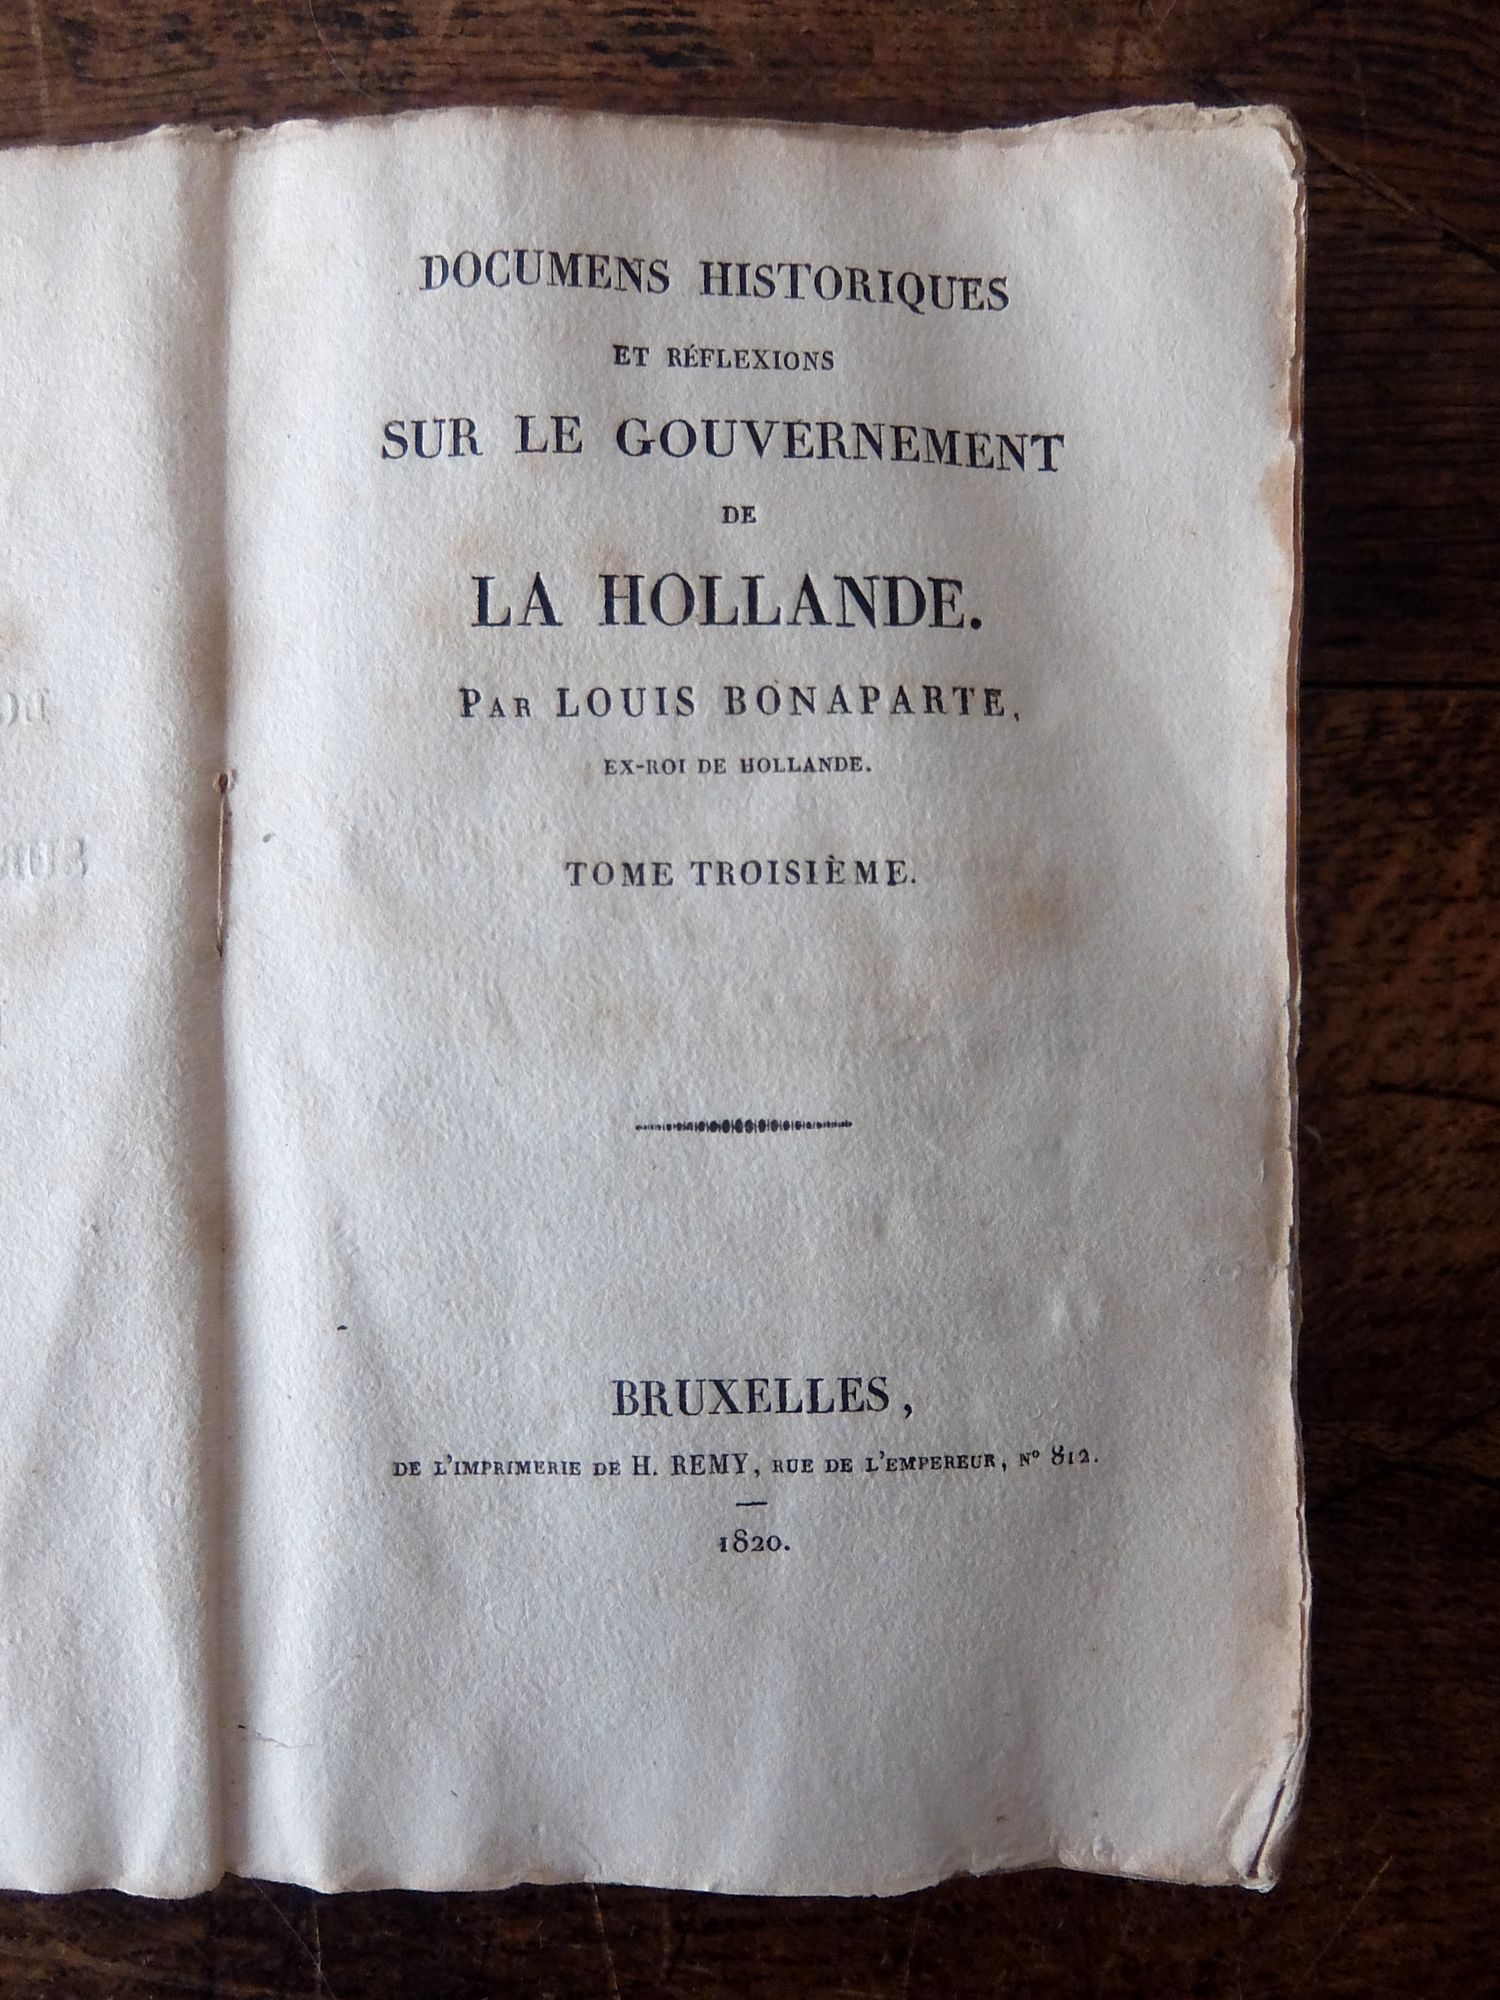 DOCUMENS HISTORIQUES
ET RÉFLEXIONS
SUR LE GOUVERNEMENT
DE
LA HOLLANDE.
PAR LOUIS BONAPARTE,
EX-ROI DE HOLLANDE.
TOME TROISIÈME.
BRUXELLES,
DE L'IMPRIMERIE DE H. REMY, RUE DE L'EMPEREUR, Nº 812.
1820.